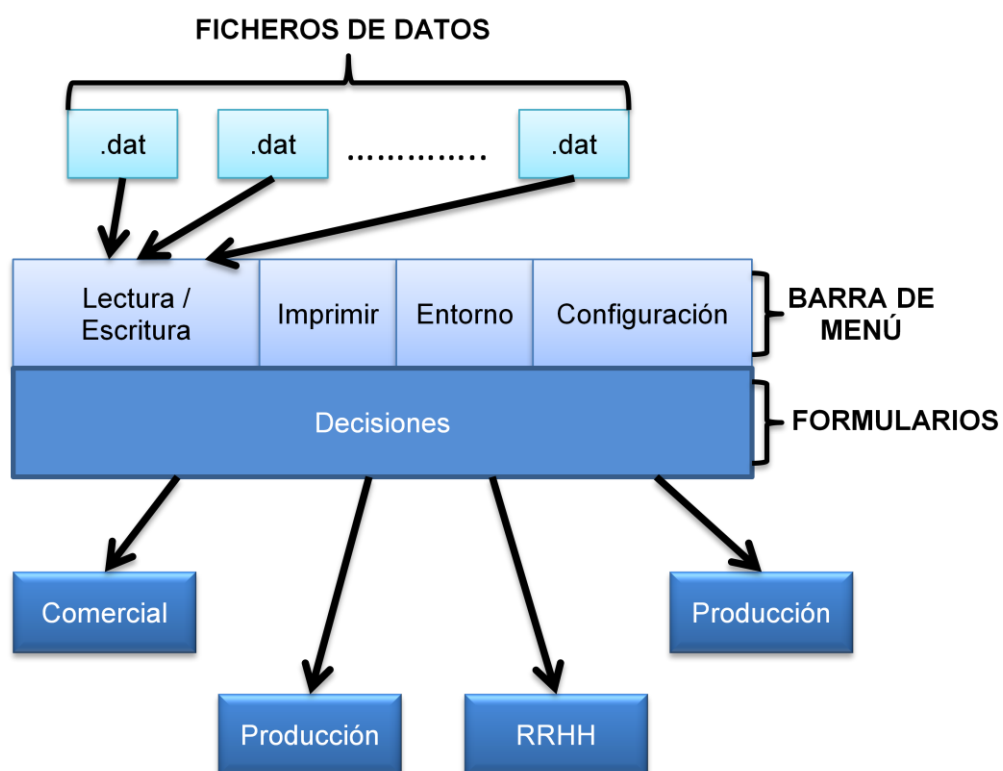 FICHEROS DE DATOS
.dat
.dat
..............
.dat
Lectura /
Escritura
Imprimir
Entorno
Configuración
BARRA DE
MENÚ
Decisiones
FORMULARIOS
Comercial
Producción
Producción
RRHH